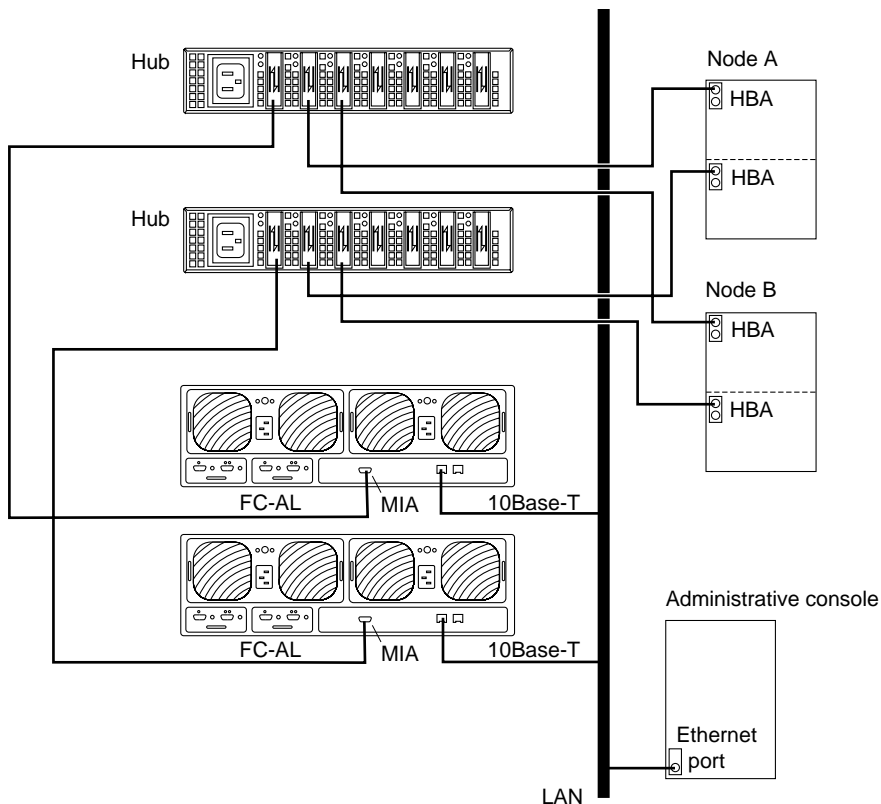 Hub
Node A
HBA
HBA
Hub
Node B
HBA
HBA
FC-AL
MIA
10Base-T
FC-AL
MIA
10Base-T
Administrative console
Ethernet
port
LAN